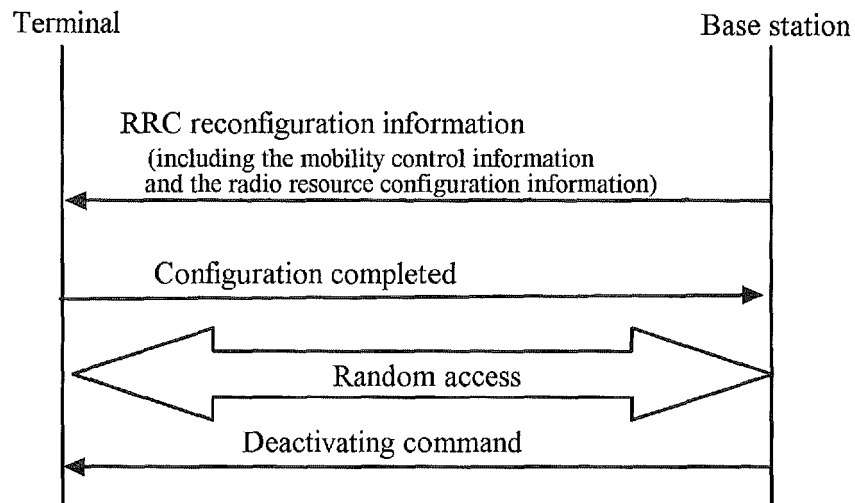 Terminal
Base station
RRC reconfiguration information
(including the mobility control information
and the radio resource configuration information)
Configuration completed
Random access
Deactivating command